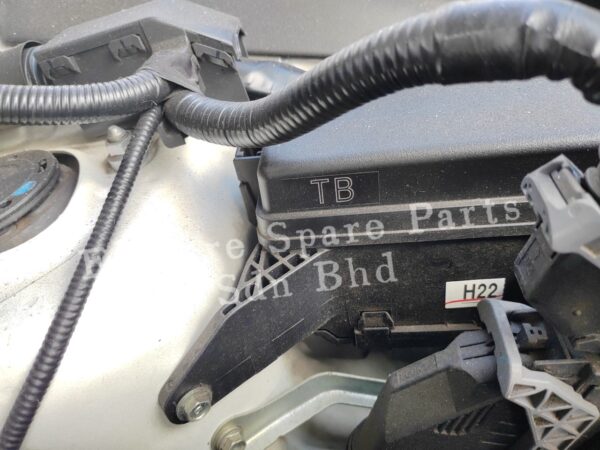 TB
Spare Parts
Sdn Bhd
H22